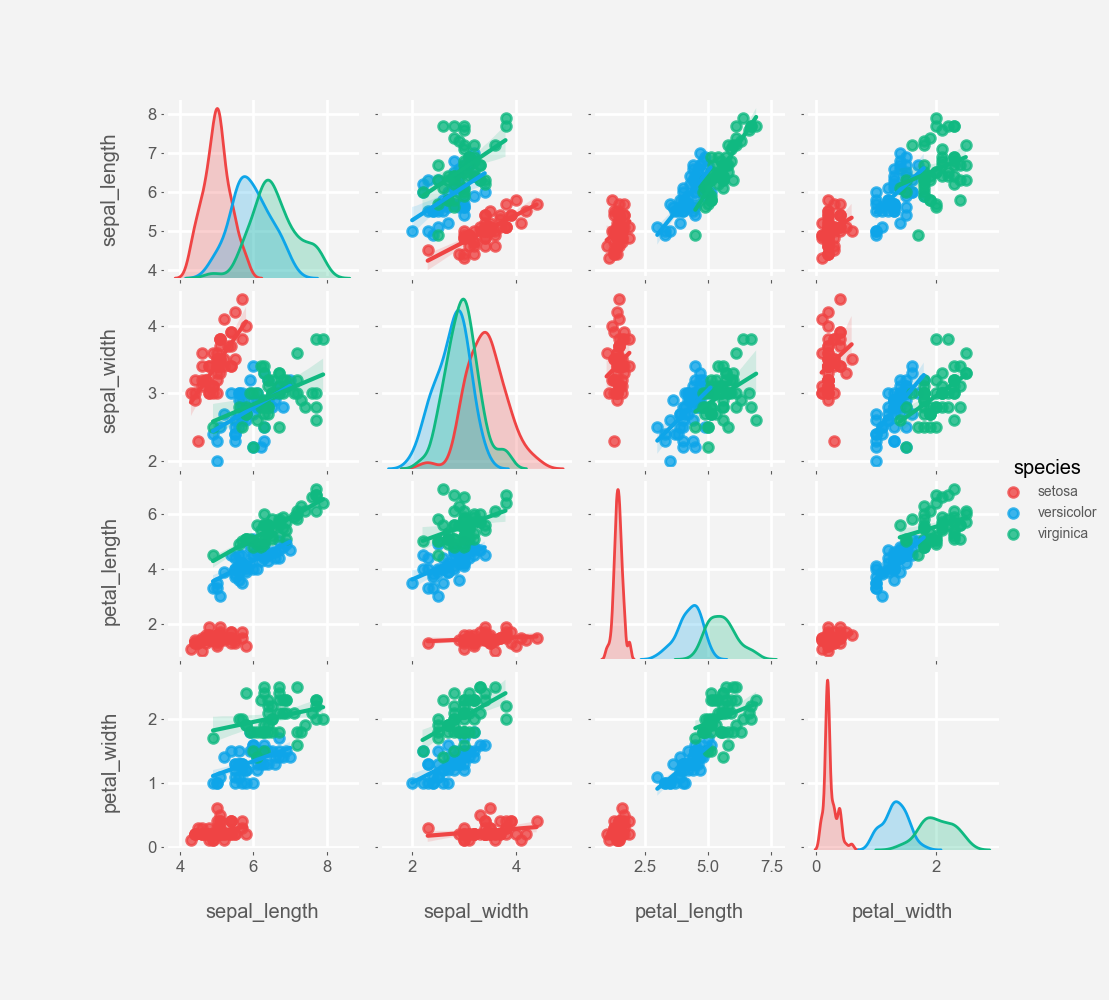 sepal_length
8
7
6
5
4
sepal_width
4
3
2
petal_length
6
4
2
petal_width
2
1
0
4 6 8
2 4
2.5 5.0 7.5
0 2
sepal_length sepal_width petal_length petal_width
species
setosa
versicolor
virginica